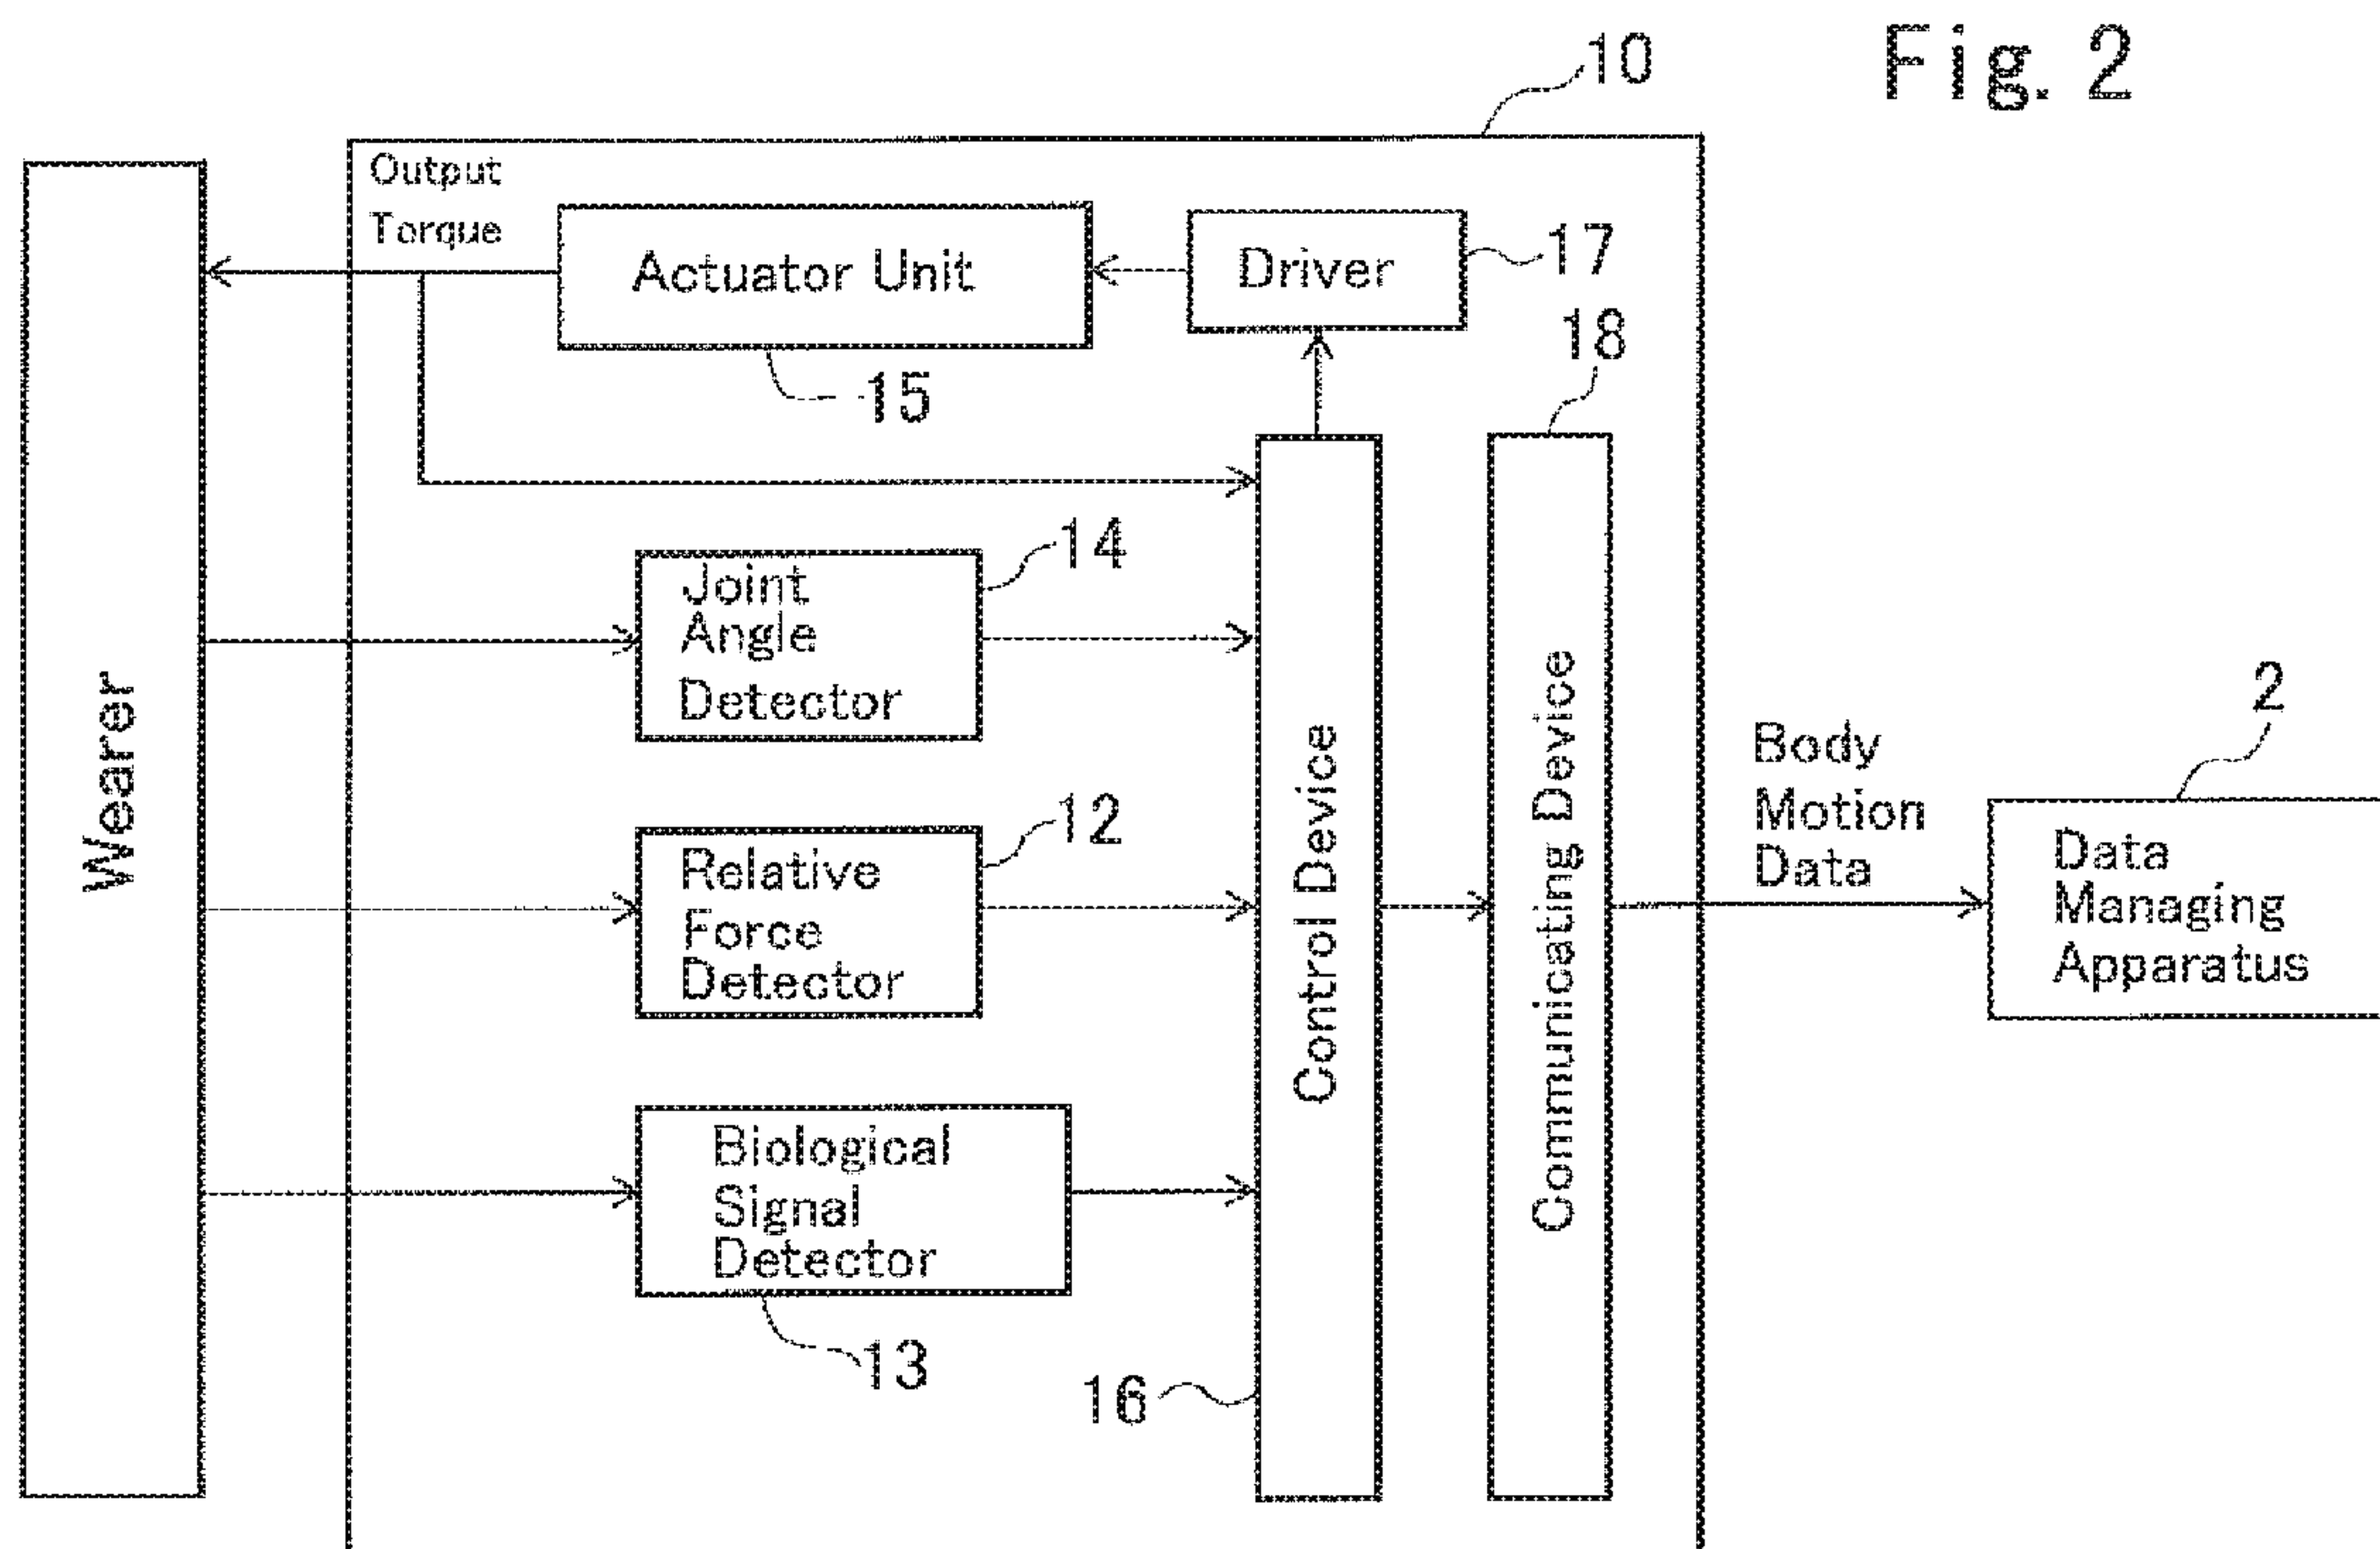 Fig. 2
10
Output
Torque
Actuator Unit
Driver
17
15
18
Joint
Angle
Detector
14
Wearer
Relative
Force
Detector
12
Control Device
Communicating Device
Body
Motion
Data
2
Data
Managing
Apparatus
Biological
Signal
Detector
13
16